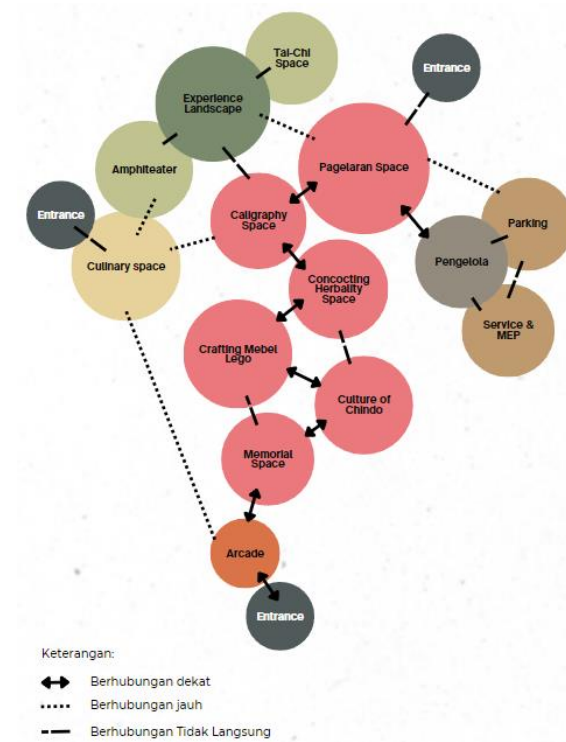 Tai-Chi
Space
Entrance
Experience
Landscape
Pagelaran Space
Amphiteater
Entrance
Caligraphy
Space
Parking
Culinary space
Pengelola
Concocting
Herbality
Space
Service &
MEP
Crafting Mebel
Lego
Culture of
Chindo
Memorial
Space
Arcade
Entrance
Keterangan:
Berhubungan dekat
Berhubungan jauh
Berhubungan Tidak Langsung